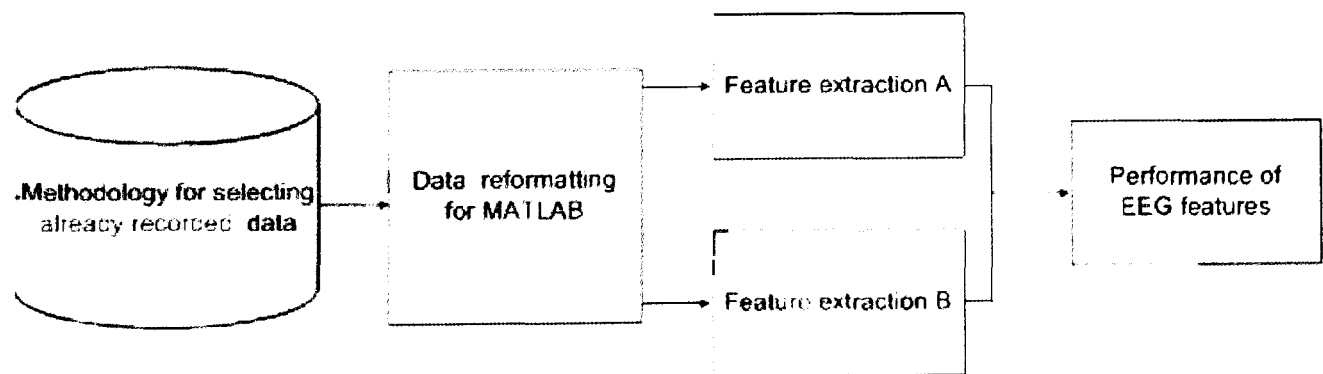 .Methodology for selecting
already recorded data
Data reformatting
for MATLAB
Feature extraction A
Feature extraction B
Performance of
EEG features